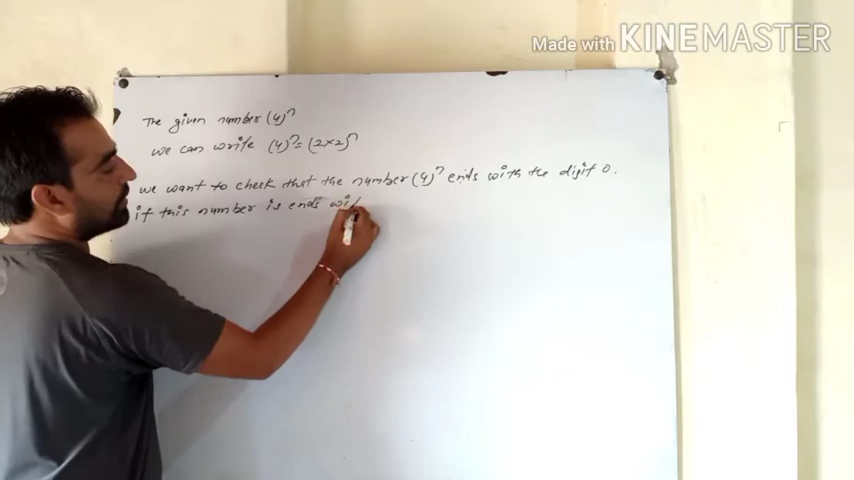 Made with KINEMASTER
The given number (4)ⁿ
we can write (4)ⁿ = (2×2)ⁿ
we want to check that the number (4)ⁿ ends with the digit 0.
if this number is ends wit